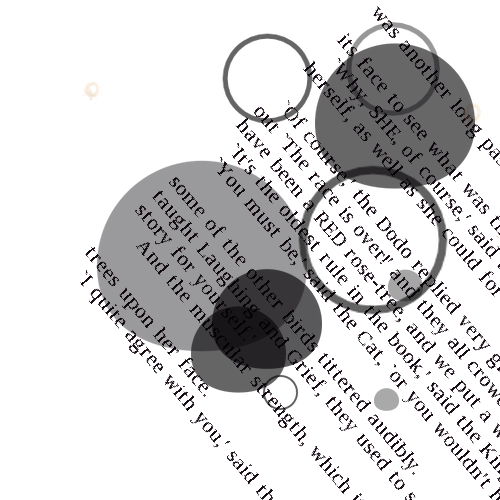 was another long pa
its face to see what was th
`Why, SHE, of course,' said
herself, as well as she could for
`Of course,' the Dodo replied very g
out `The race is over!' and they all crowde
have been a RED rose-tree, and we put a w
`It's the oldest rule in the book,' said the Kin
`You must be,' said the Cat, `or you wouldn't h
some of the other birds tittered audibly.
taught Laughing and Grief, they used to s
story for yourself.'
And the muscular strength, which i
trees upon her face.
`I quite agree with you,' said th